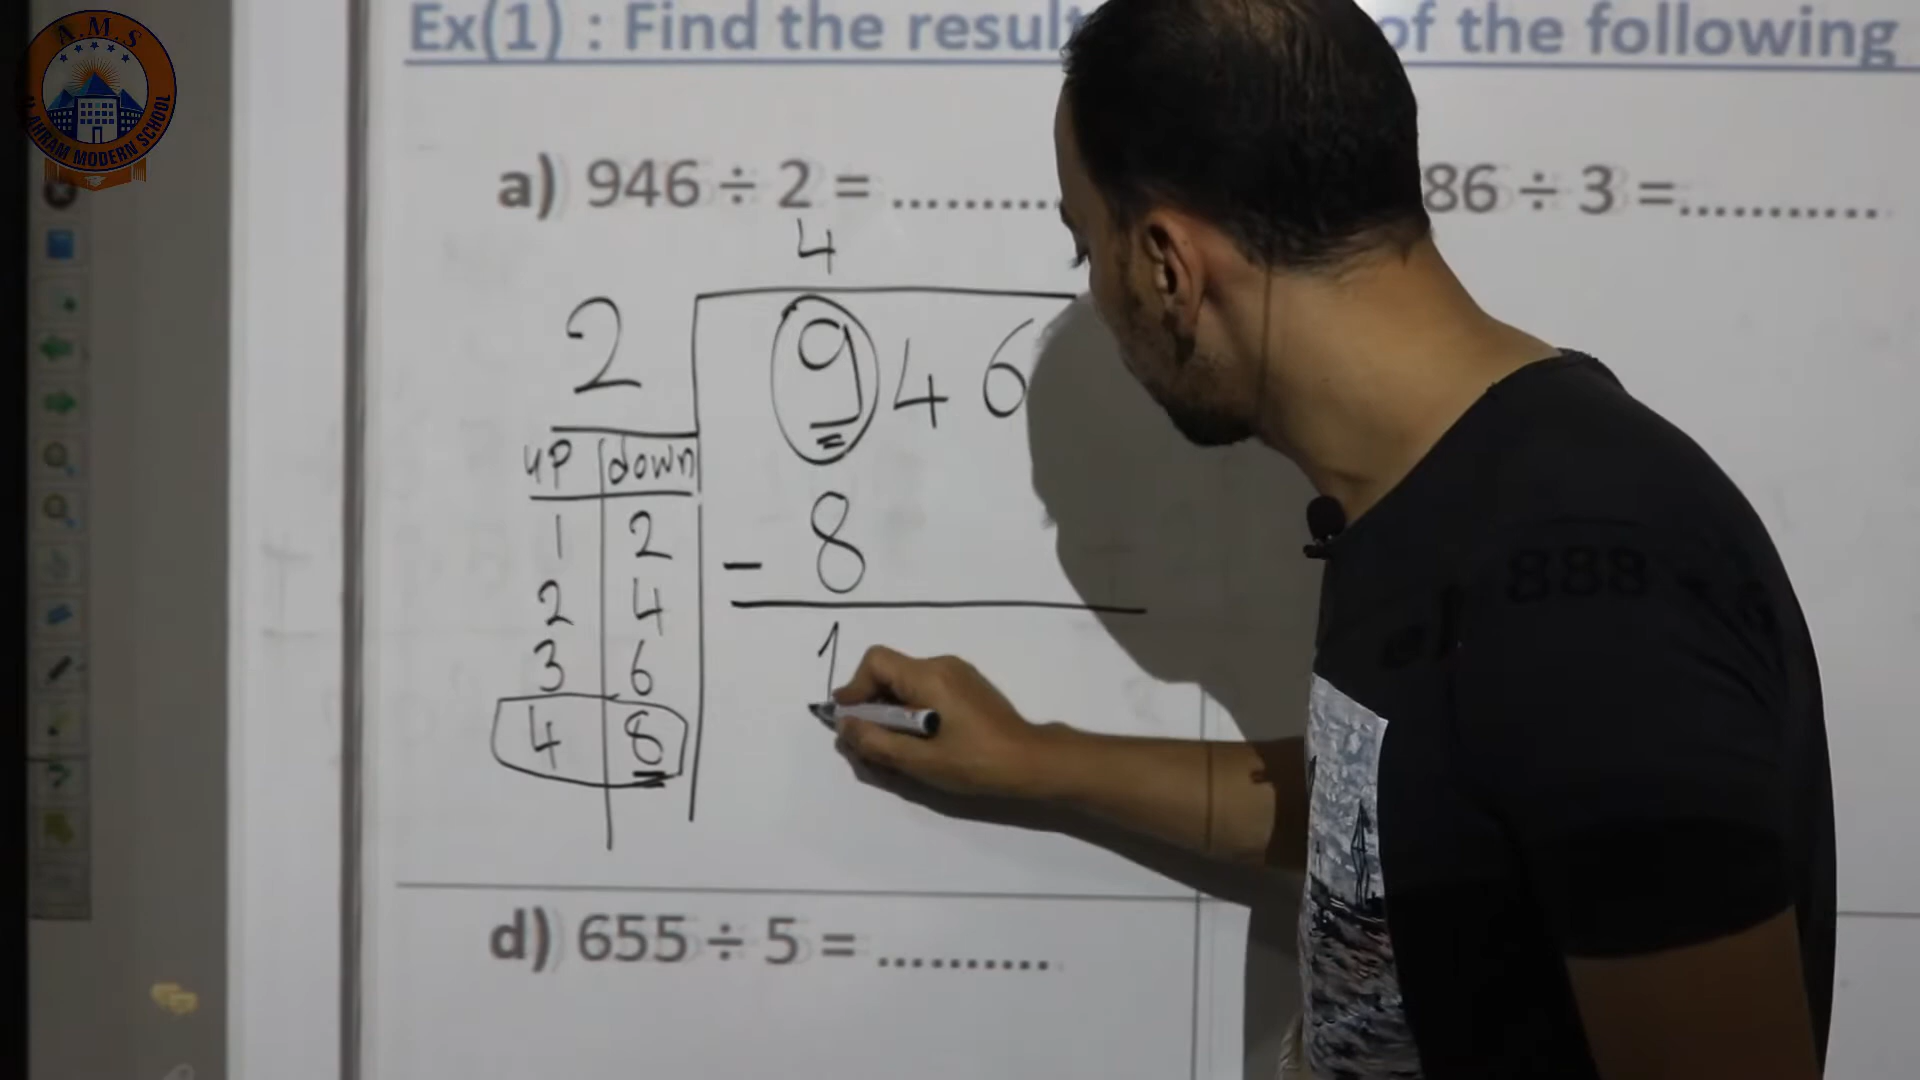 A.M.S
AHRAM MODERN SCHOOL
Ex(1) : Find the result of the following
a) 946 ÷ 2 = ...........
86 ÷ 3 =...........
4
2 946
up down
1 2
2 4
3 6
4 8
- 8
1
888
d) 655 ÷ 5 = ..........